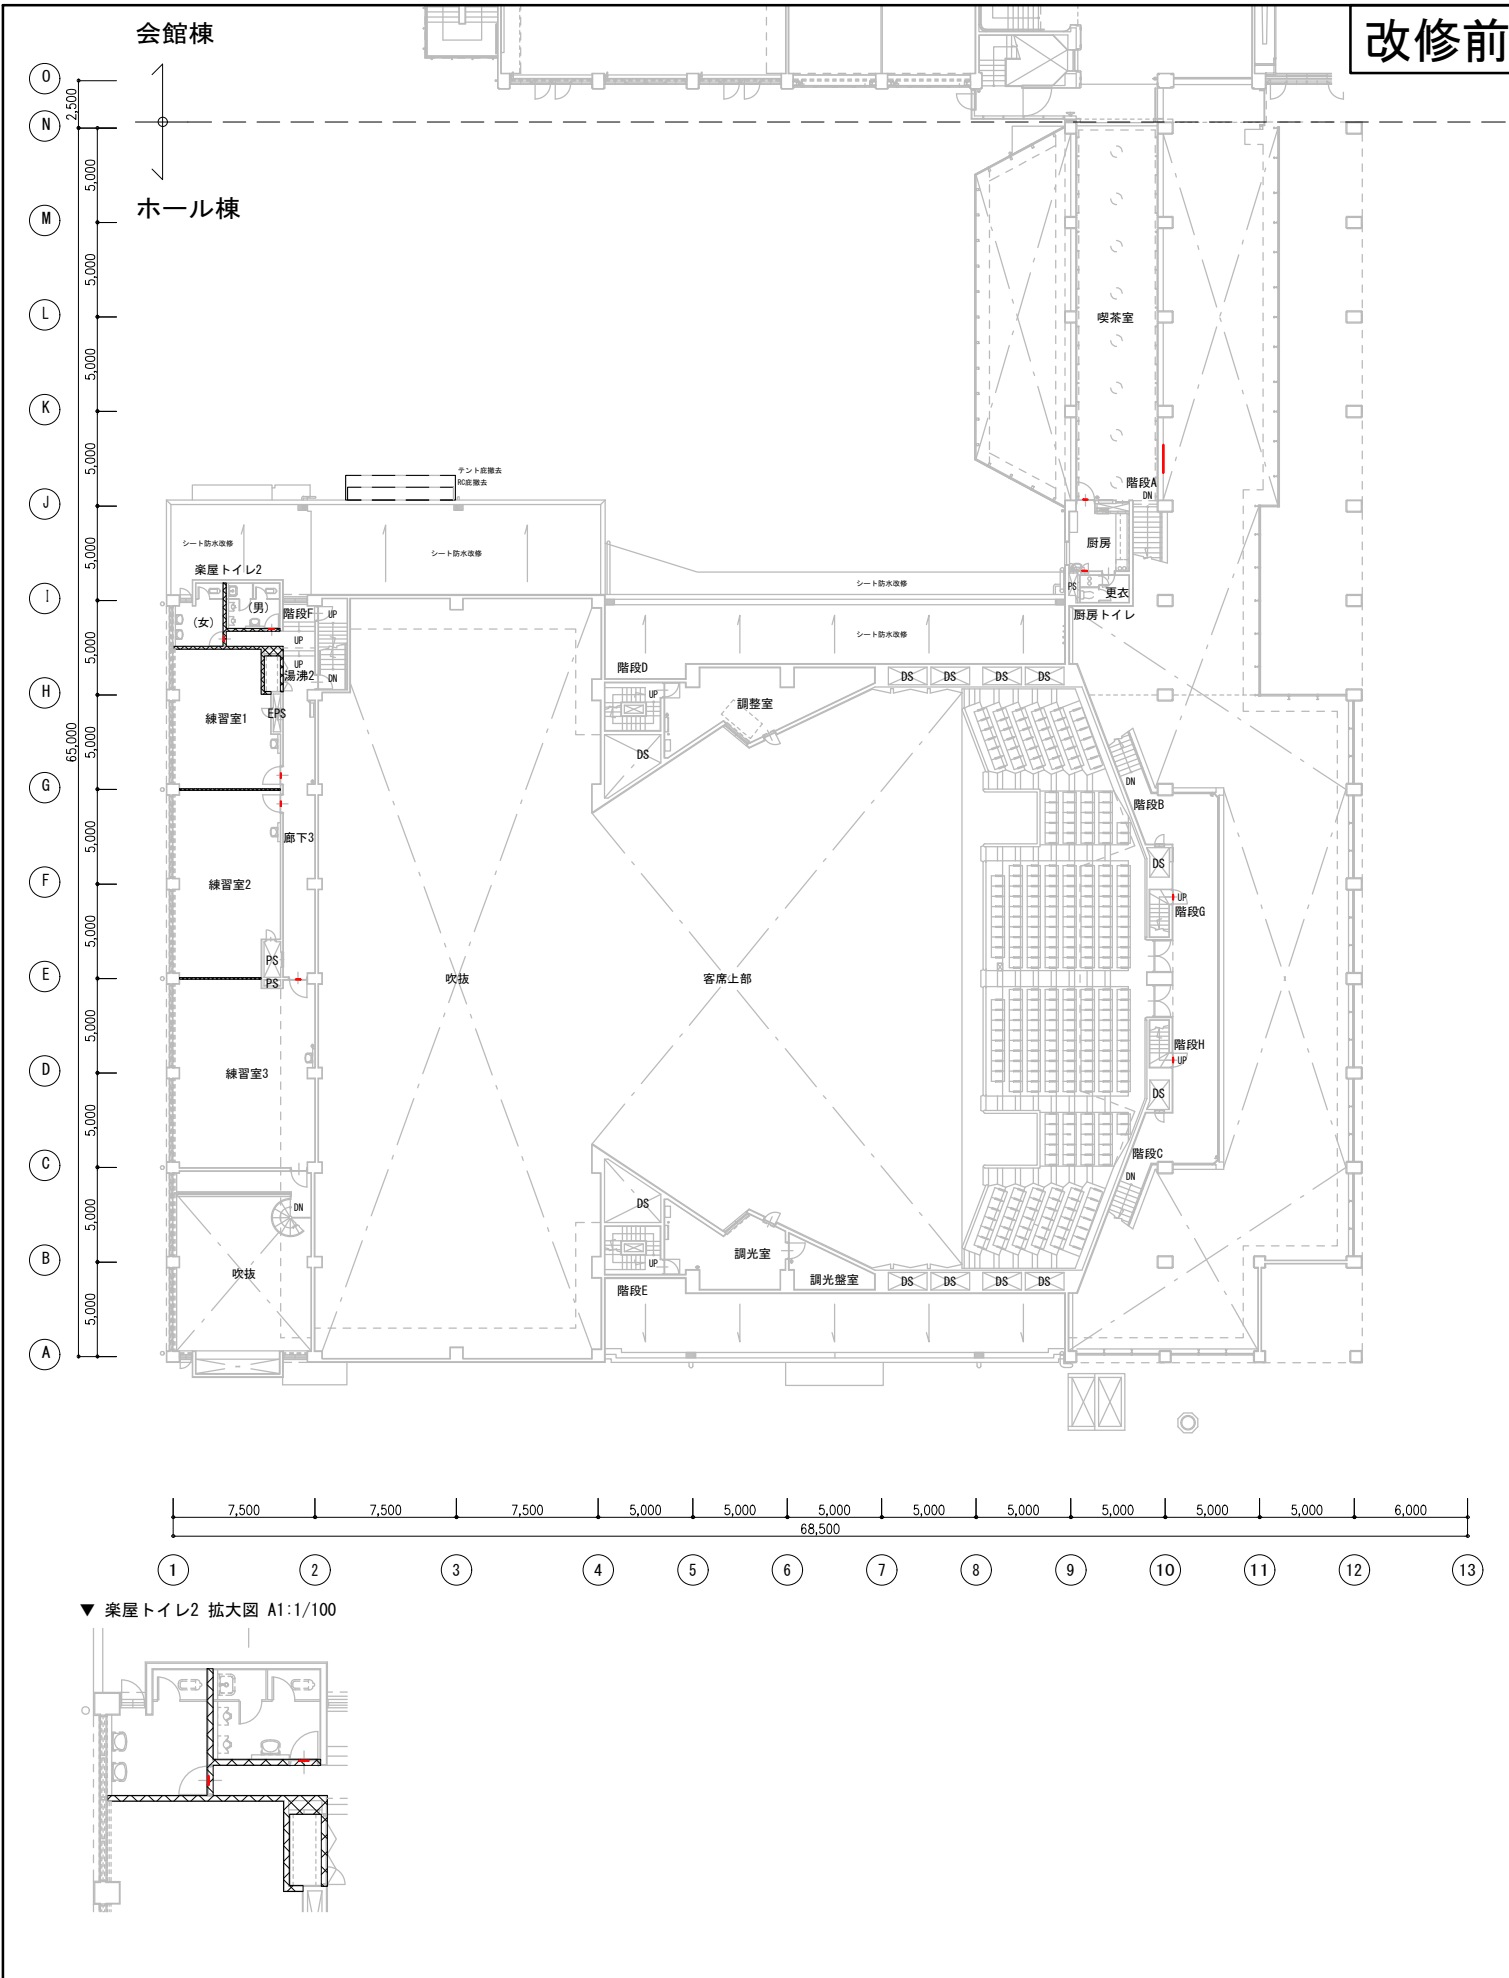 会館棟
改修前
O
2,500
N
5,000
ホール棟
M
5,000
L
喫茶室
5,000
K
5,000
テント庇撤去
RC庇撤去
階段A
DN
J
シート防水改修
シート防水改修
厨房
5,000
楽屋トイレ2
シート防水改修
PS
更衣
I
(女)
(男)
階段F
UP
厨房トイレ
UP
シート防水改修
5,000
UP
湯沸2
DN
階段D
DS
DS
DS
DS
H
UP
UP
調整室
練習室1
EPS
65,000
5,000
DS
DN
G
階段B
廊下3
5,000
DS
F
練習室2
UP
階段G
5,000
PS
E
PS
吹抜
客席上部
5,000
階段H
UP
D
練習室3
DS
5,000
階段C
C
DN
DS
DN
5,000
B
調光室
UP
吹抜
調光盤室
DS
DS
DS
DS
階段E
5,000
A
7,500
7,500
7,500
5,000
5,000
5,000
5,000
5,000
5,000
5,000
5,000
6,000
68,500
1
2
3
4
5
6
7
8
9
10
11
12
13
▼ 楽屋トイレ2 拡大図 A1:1/100